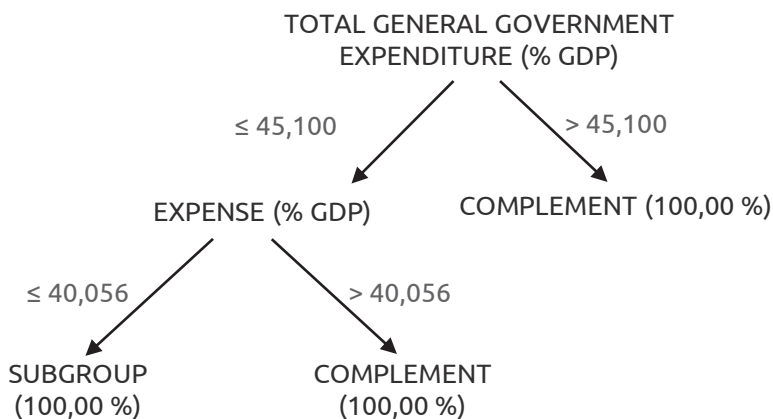 TOTAL GENERAL GOVERNMENT
EXPENDITURE (% GDP)
≤ 45,100
> 45,100
EXPENSE (% GDP)
COMPLEMENT (100,00 %)
≤ 40,056
> 40,056
SUBGROUP
(100,00 %)
COMPLEMENT
(100,00 %)